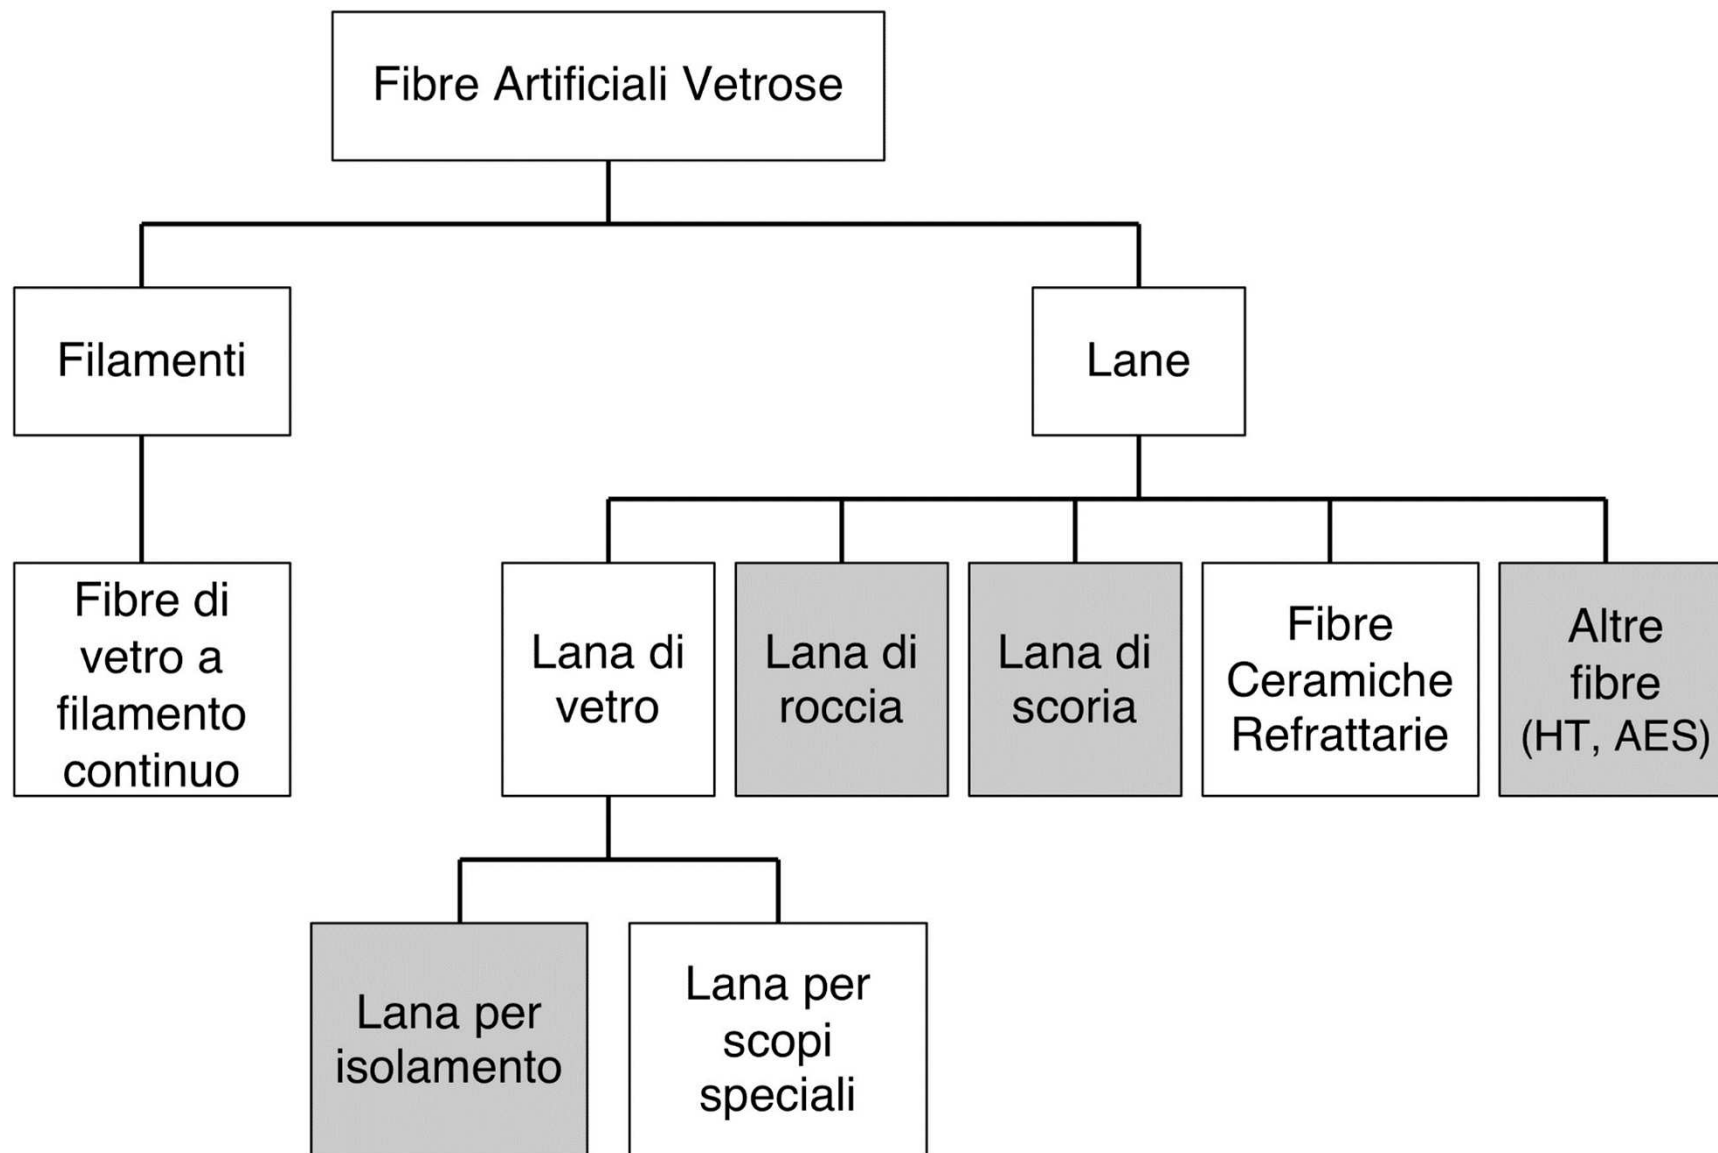 Fibre Artificiali Vetrose
Filamenti
Lane
Fibre di
vetro a
filamento
continuo
Lana di
vetro
Lana di
roccia
Lana di
scoria
Fibre
Ceramiche
Refrattarie
Altre
fibre
(HT, AES)
Lana per
isolamento
Lana per
scopi
speciali